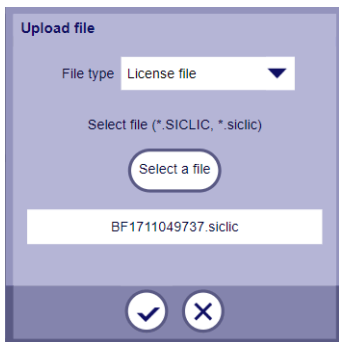 Upload file
File type License file
Select file (*.SICLIC, *.siclic)
Select a file
BF1711049737.siclic